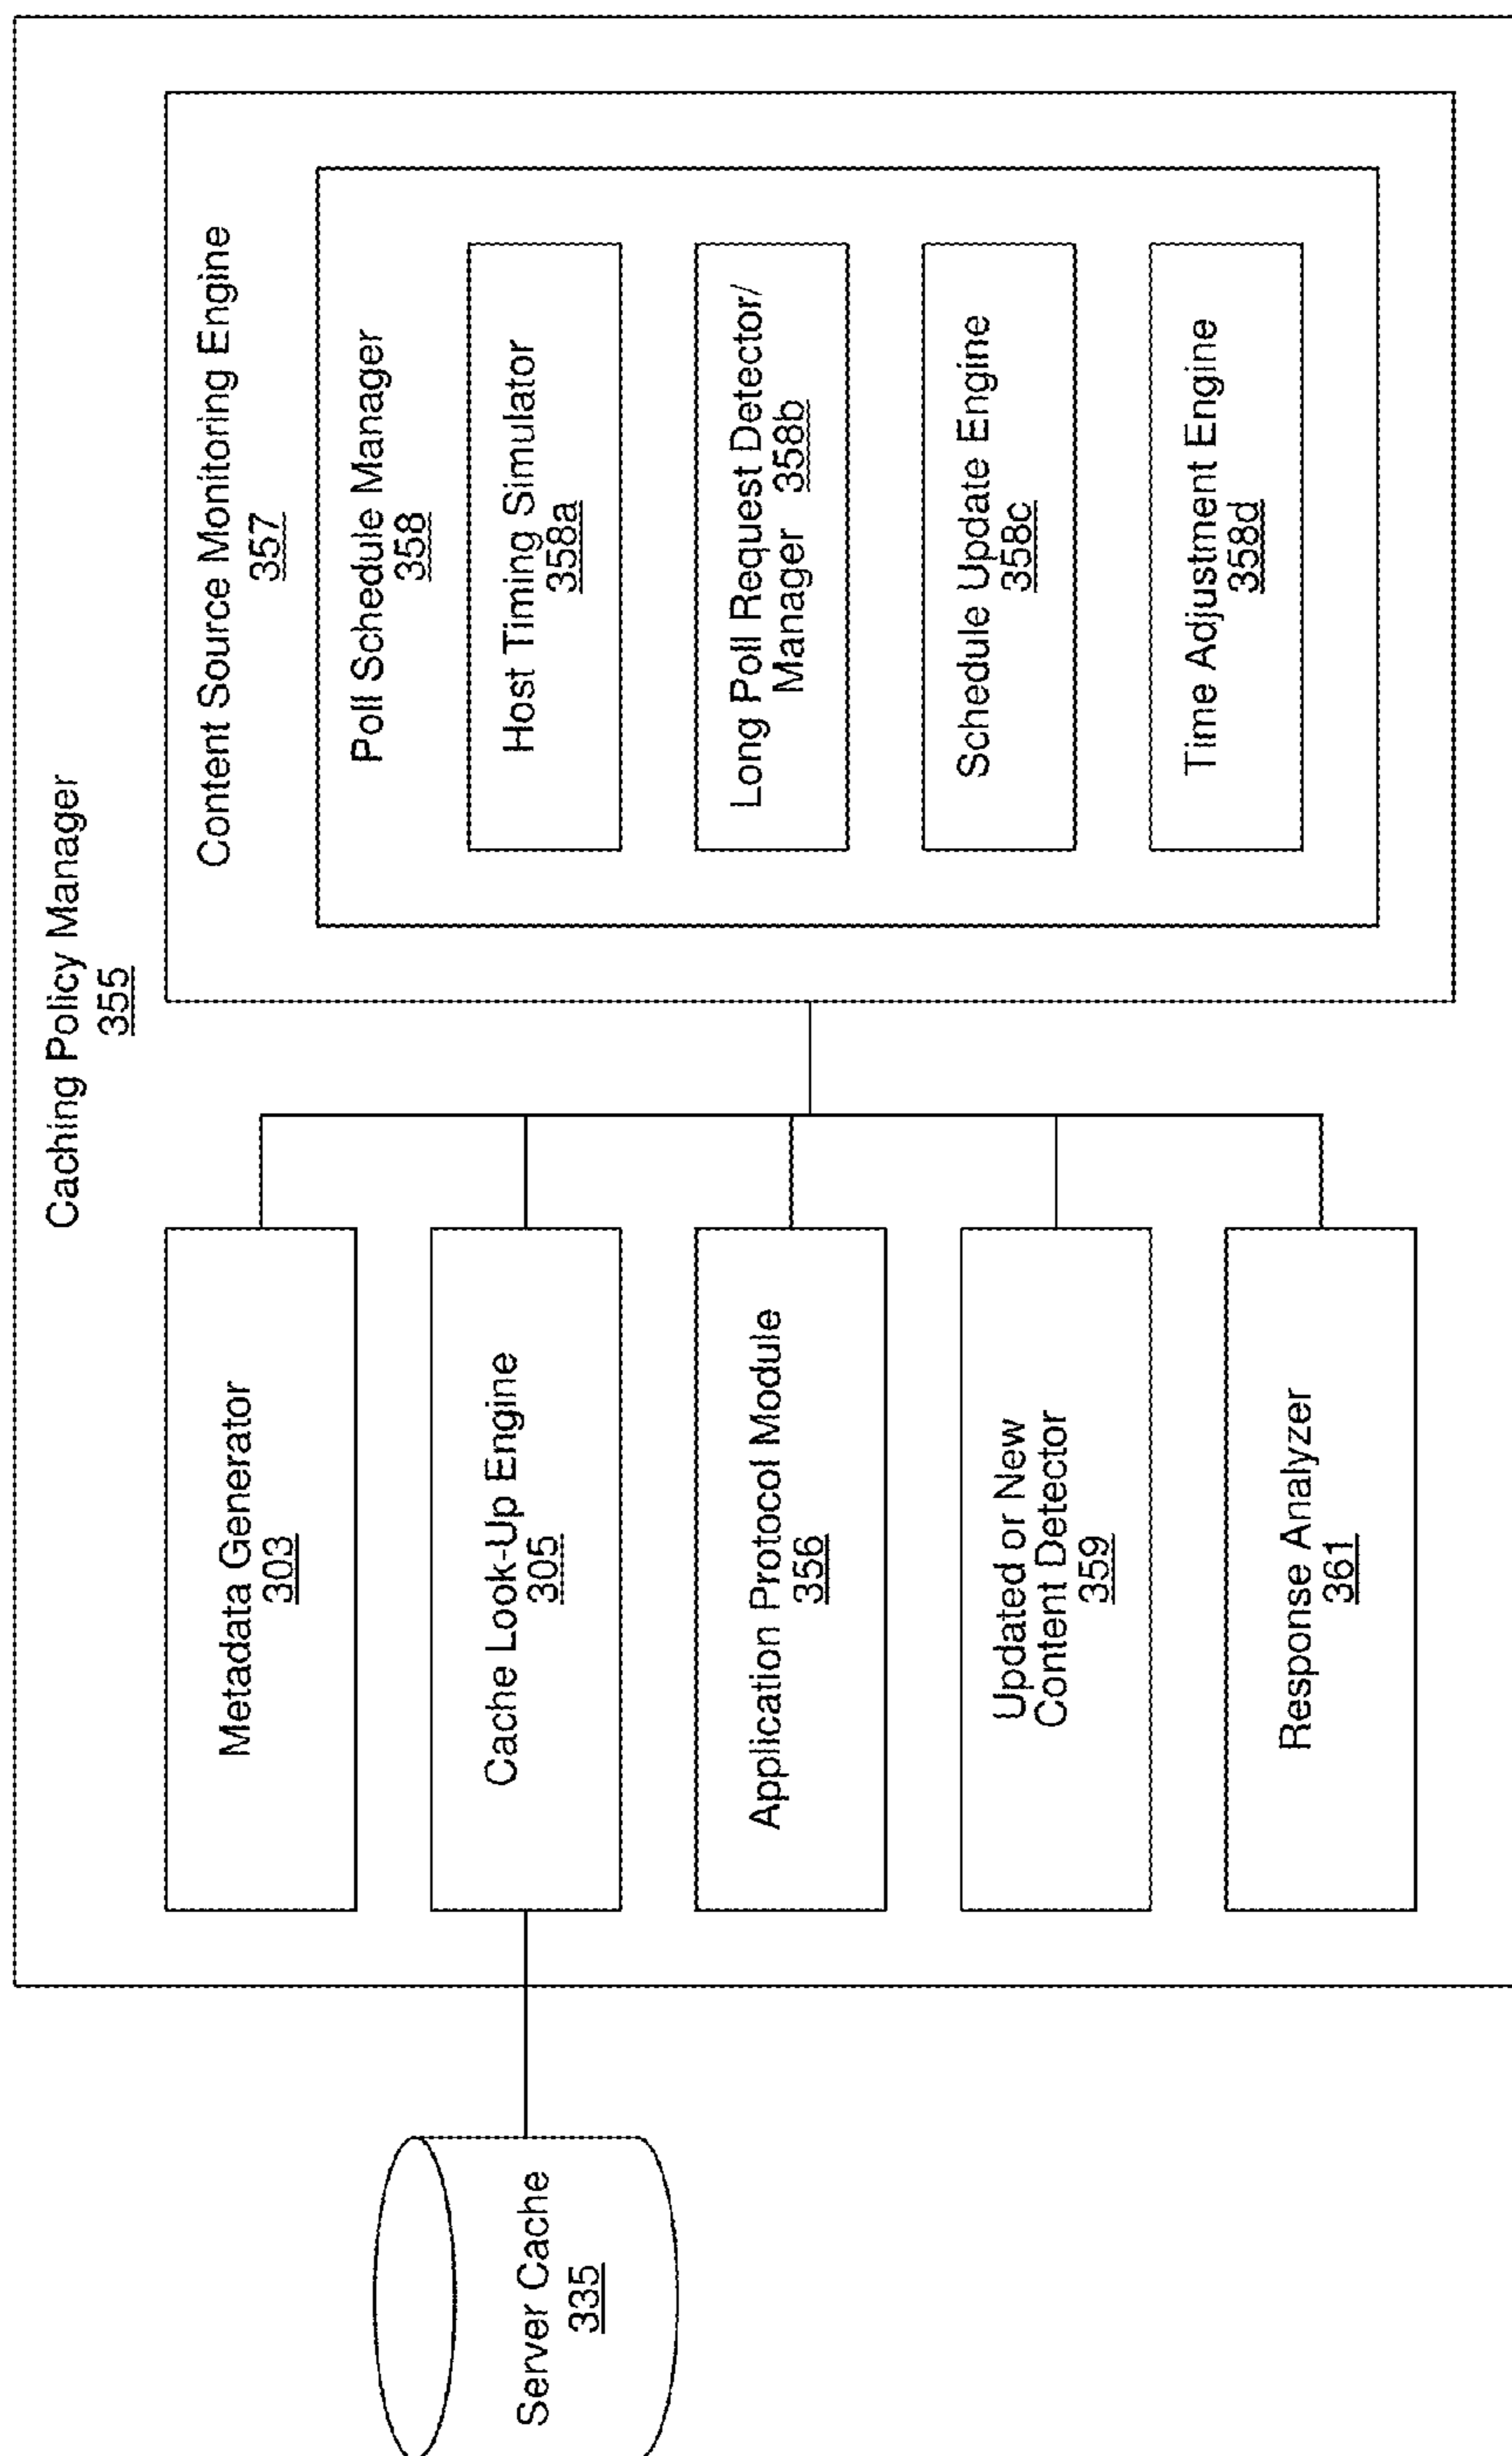 Caching Policy Manager
355
Server Cache
335
Metadata Generator
303
Cache Look-Up Engine
305
Application Protocol Module
356
Updated or New
Content Detector
359
Response Analyzer
361
Content Source Monitoring Engine
357
Poll Schedule Manager
358
Host Timing Simulator
358a
Long Poll Request Detector/
Manager 358b
Schedule Update Engine
358c
Time Adjustment Engine
358d